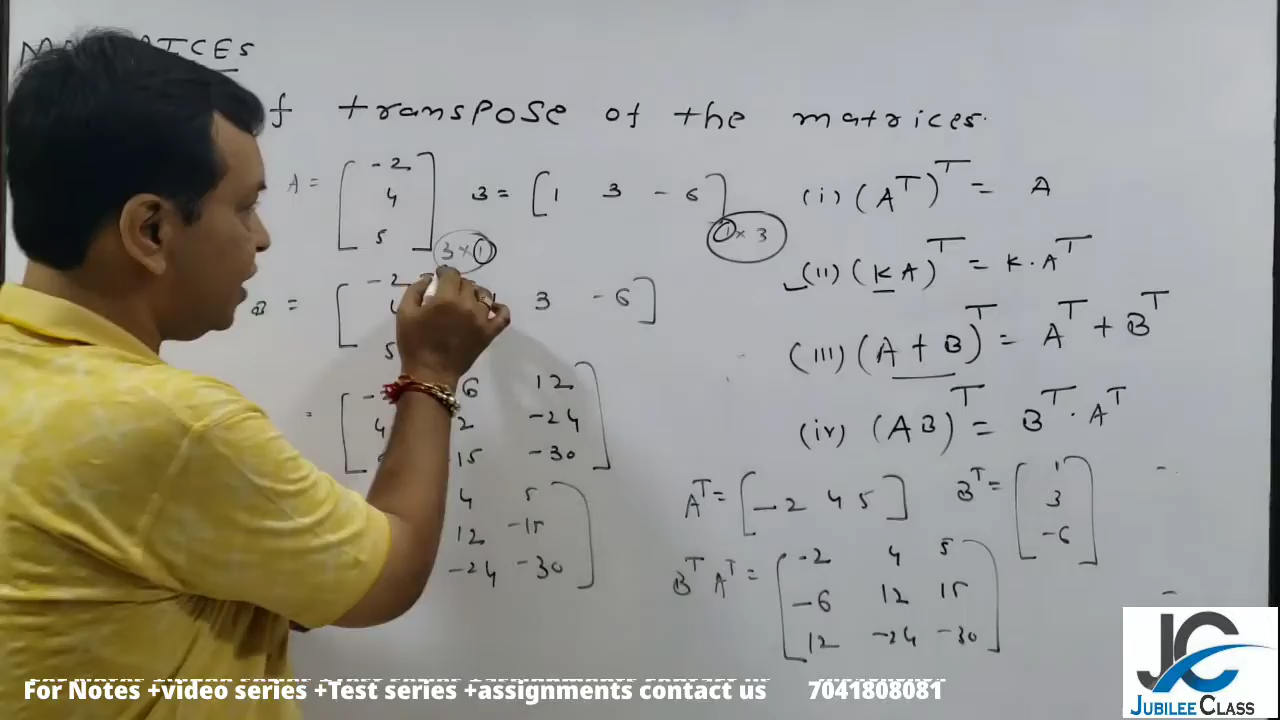 MATRICES
f transpose of the matrices.
A = [ -2 4 5 ] 3×1 B = [ 1 3 -6 ] 1×3
(i) (A^T)^T = A
(ii) (KA)^T = K.A^T
B = [ -2 5 ] [ 3 -6 ]
(iii) (A+B)^T = A^T + B^T
= [ 6 12
4 2 -24
15 -30 ]
(iv) (AB)^T = B^T . A^T
4 5
12 -15
-24 -30 ]
A^T = [ -2 4 5 ] B^T = [ 1 3 -6 ]
B^T A^T = [ -2 4 5
-6 12 15
12 -24 -30 ]
For Notes +video series +Test series +assignments contact us 7041808081
JC
JUBILEE CLASS